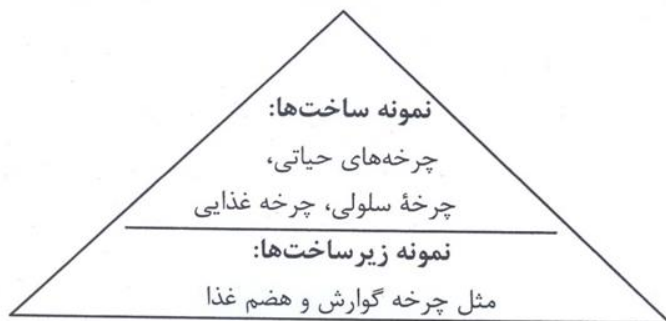 نمونه ساخت‌ها:
چرخه‌های حیاتی،
چرخهٔ سلولی، چرخه غذایی
نمونه زیرساخت‌ها:
مثل چرخه گوارش و هضم غذا